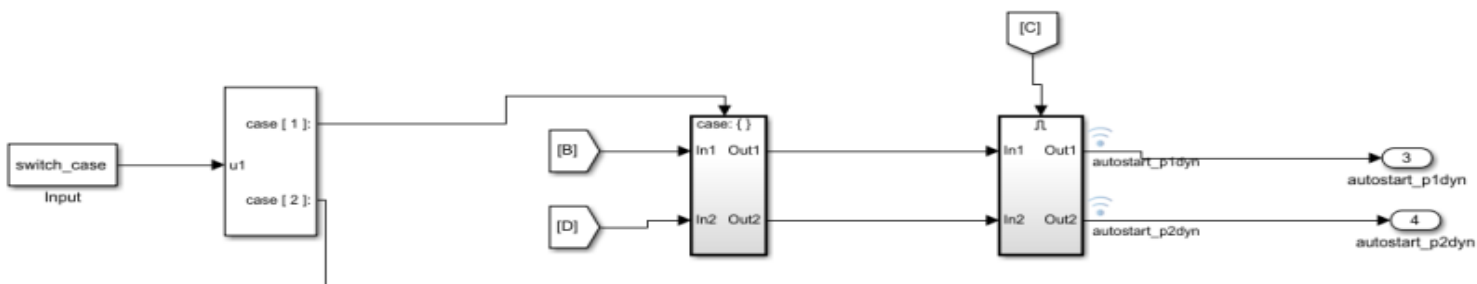 [C]
case [ 1 ]:
case: { }
switch_case
u1
[B]
In1
Out1
In1
Out1
autostart_p1dyn
3
Input
autostart_p1dyn
case [ 2 ]:
[D]
In2
Out2
In2
Out2
autostart_p2dyn
4
autostart_p2dyn